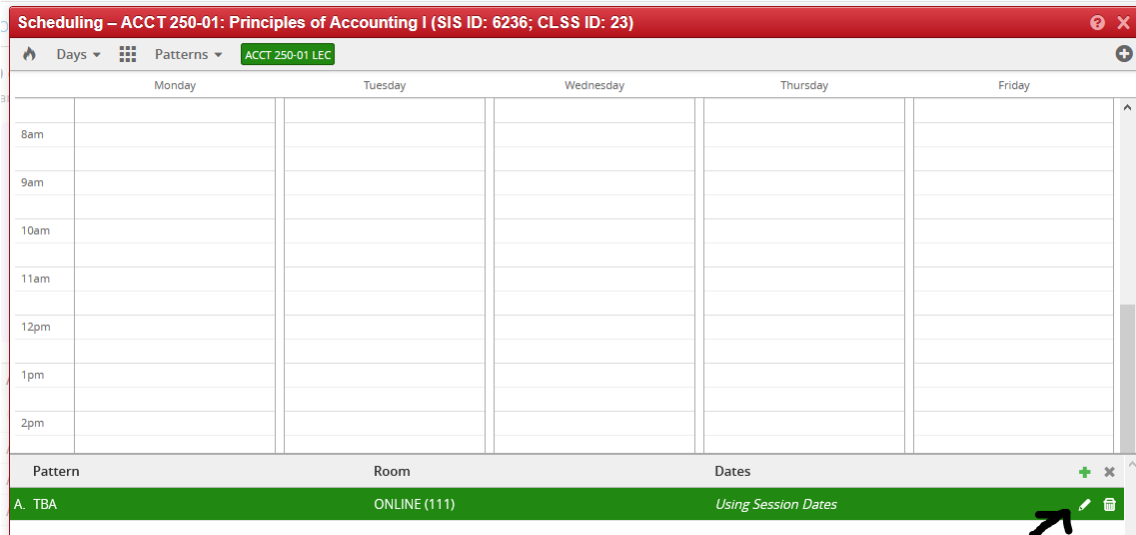 Scheduling – ACCT 250-01: Principles of Accounting I (SIS ID: 6236; CLSS ID: 23)
Days Patterns ACCT 250-01 LEC
Monday Tuesday Wednesday Thursday Friday
8am
9am
10am
11am
12pm
1pm
2pm
Pattern Room Dates
A. TBA ONLINE (111) Using Session Dates